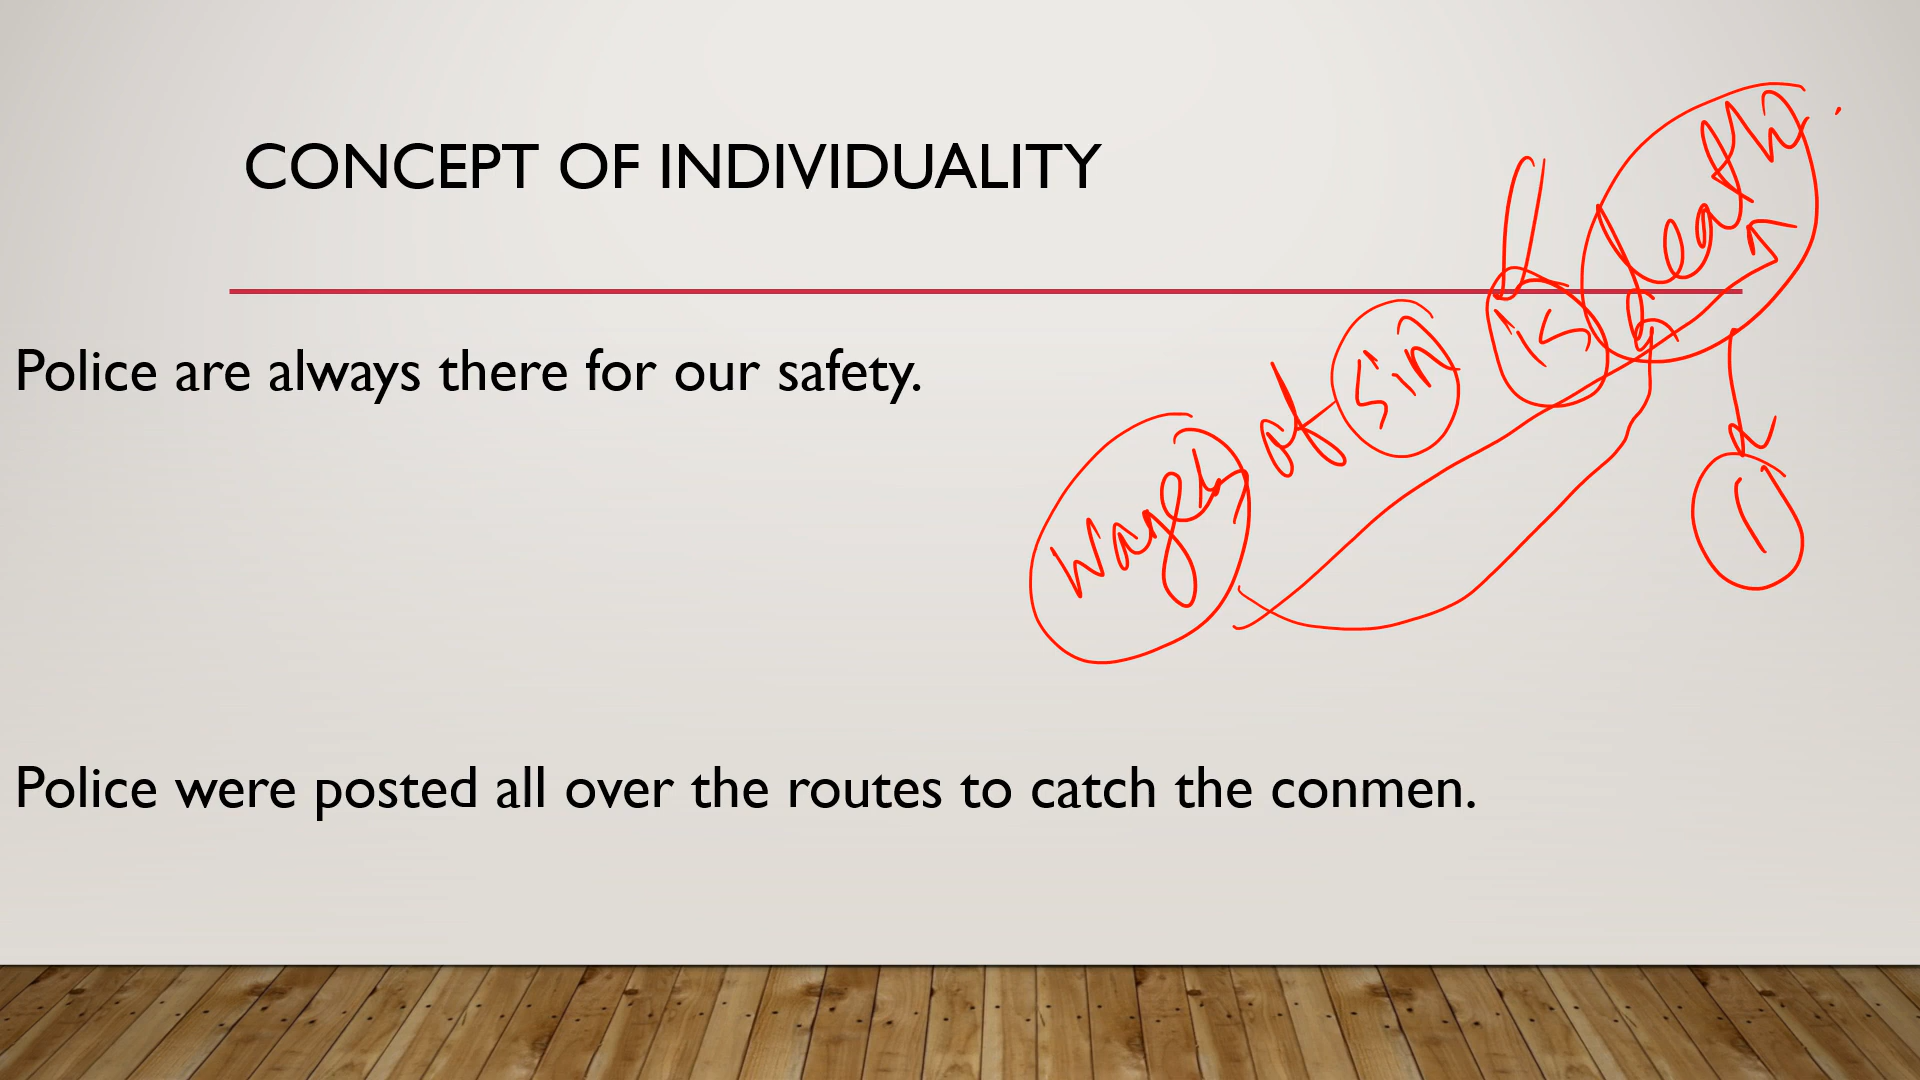 CONCEPT OF INDIVIDUALITY
Police are always there for our safety.
Wages of Sin is death.
1
Police were posted all over the routes to catch the conmen.